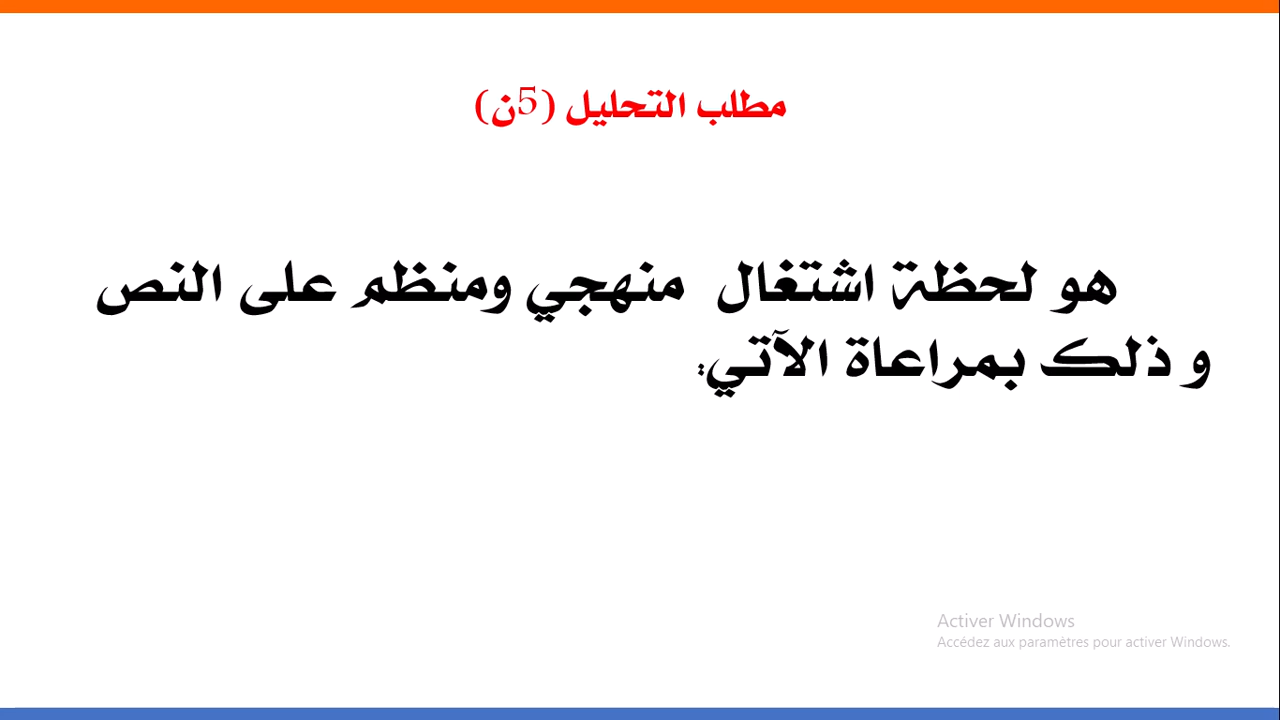 مطلب التحليل (5ن)
هو لحظة اشتغال منهجي ومنظم على النص
و ذلك بمراعاة الآتي:
Activer Windows
Accédez aux paramètres pour activer Windows.